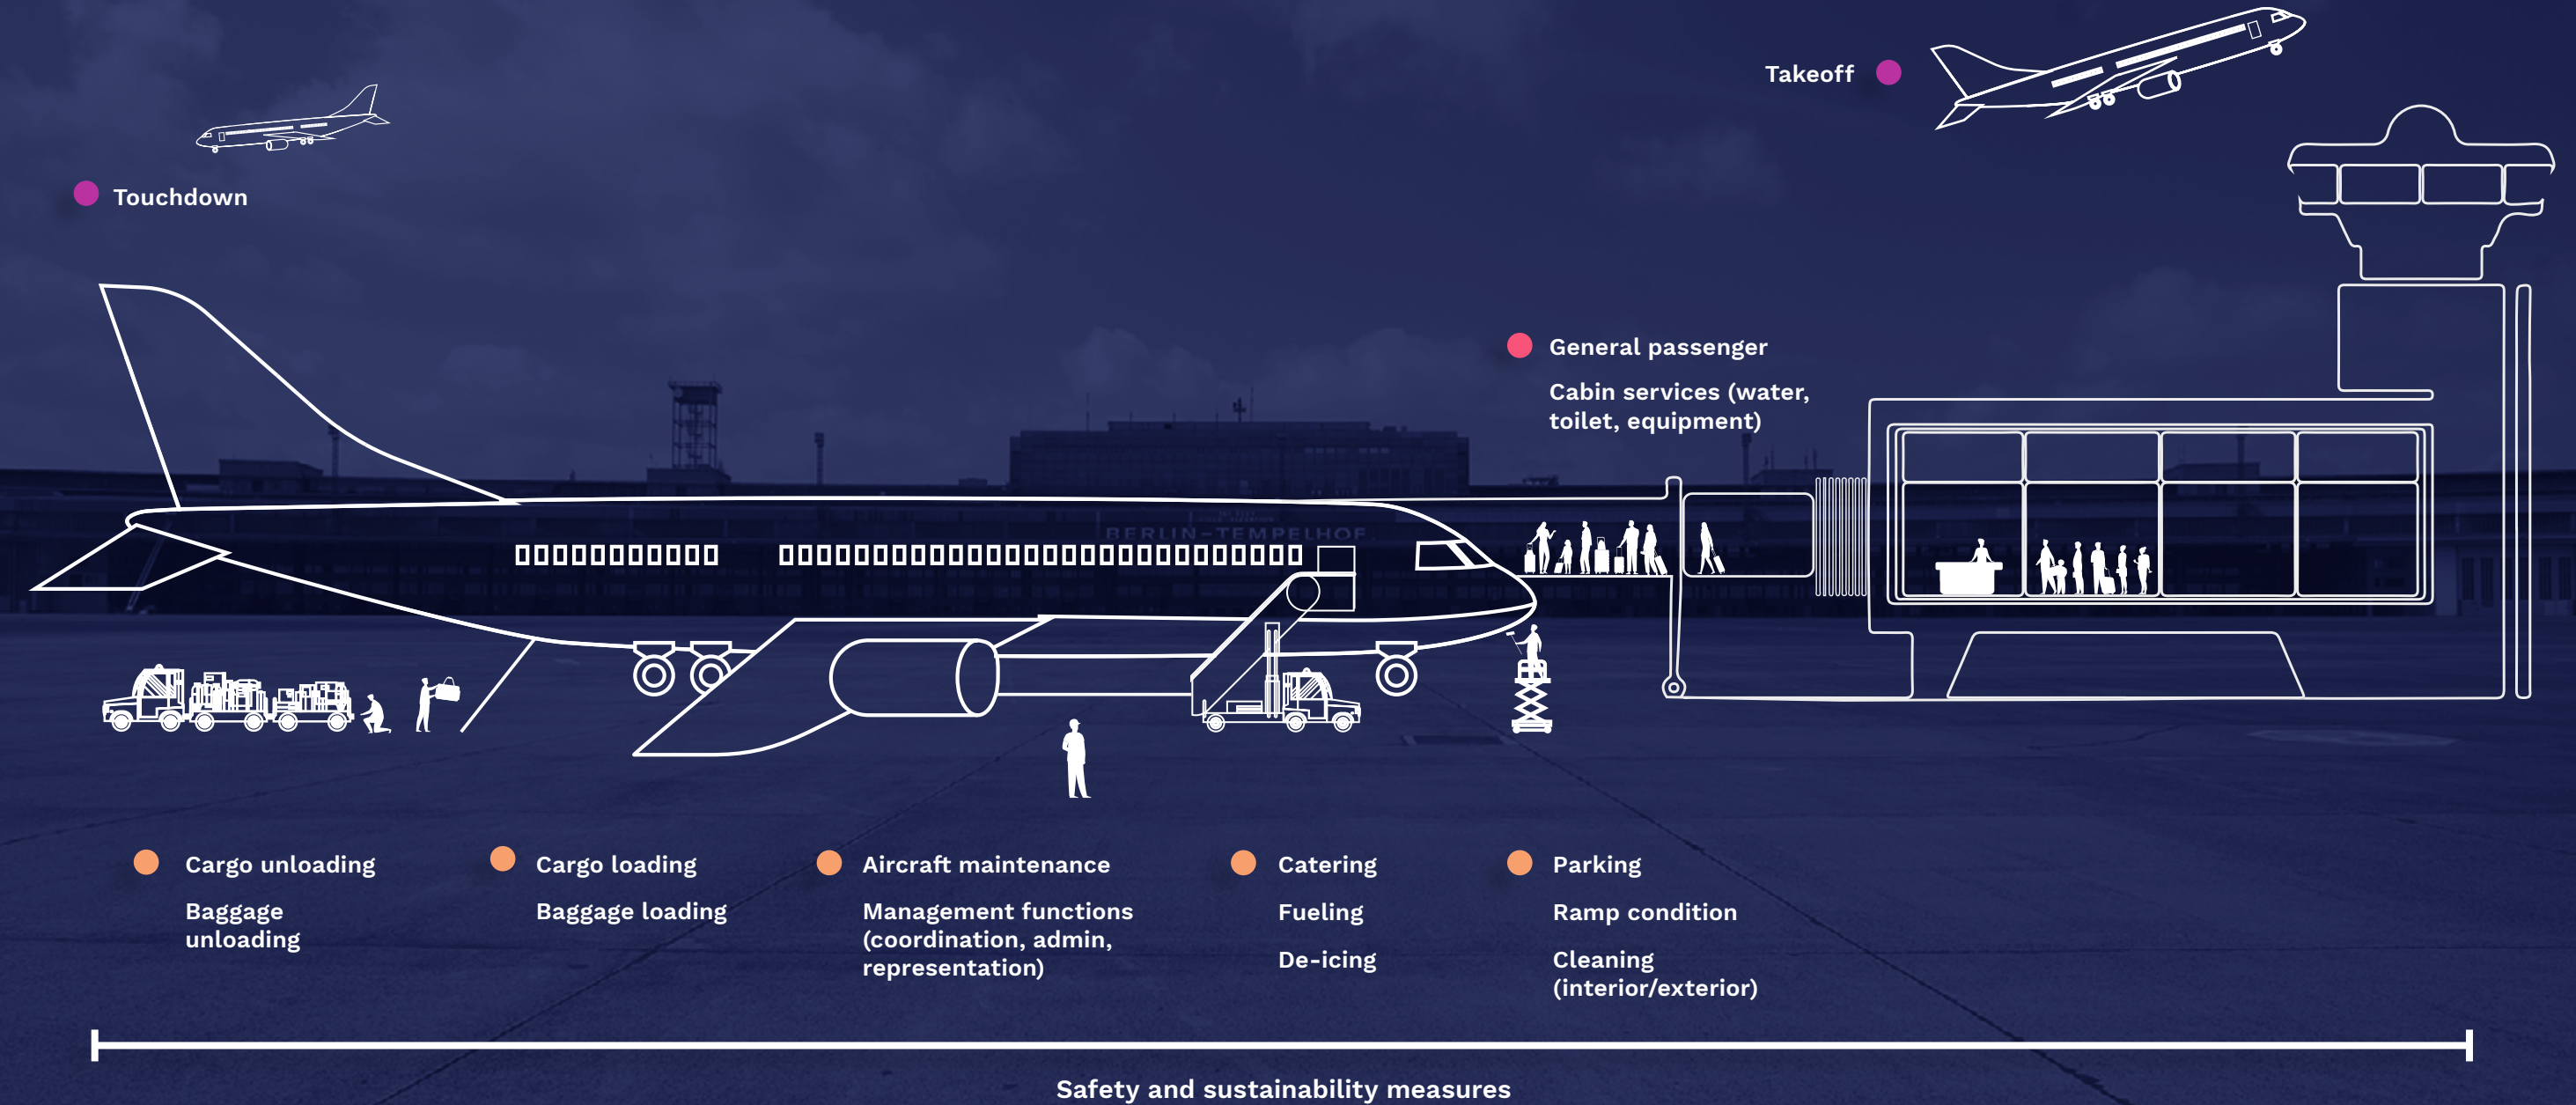 Takeoff
Touchdown
General passenger
Cabin services (water,
toilet, equipment)
BERLIN-TEMPELHOF
Cargo unloading
Baggage
unloading
Cargo loading
Baggage loading
Aircraft maintenance
Management functions
(coordination, admin,
representation)
Catering
Fueling
De-icing
Parking
Ramp condition
Cleaning
(interior/exterior)
Safety and sustainability measures